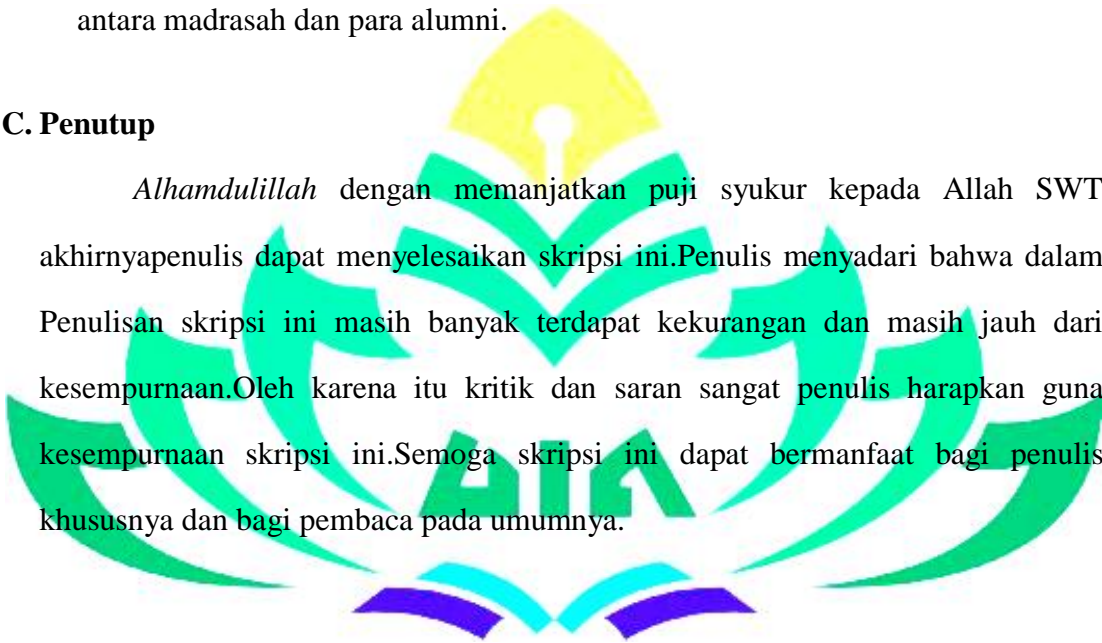 antara madrasah dan para alumni.
C. Penutup
Alhamdulillah dengan memanjatkan puji syukur kepada Allah SWT
akhirnyapenulis dapat menyelesaikan skripsi ini.Penulis menyadari bahwa dalam
Penulisan skripsi ini masih banyak terdapat kekurangan dan masih jauh dari
kesempurnaan.Oleh karena itu kritik dan saran sangat penulis harapkan guna
kesempurnaan skripsi ini.Semoga skripsi ini dapat bermanfaat bagi penulis
khususnya dan bagi pembaca pada umumnya.